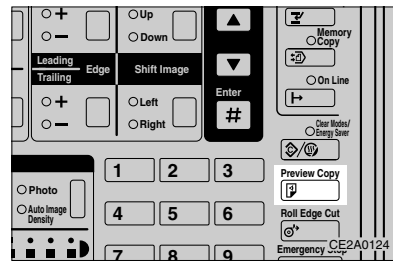 +
Up
Memory
Copy
−
Down
Leading
Trailing
Edge
Shift Image
On Line
+
Left
Enter
−
Right
#
Clear Modes/
Energy Saver
1
2
3
Preview Copy
Photo
Auto Image
Density
4
5
6
Roll Edge Cut
7
8
9
Emergency
CE2A0124